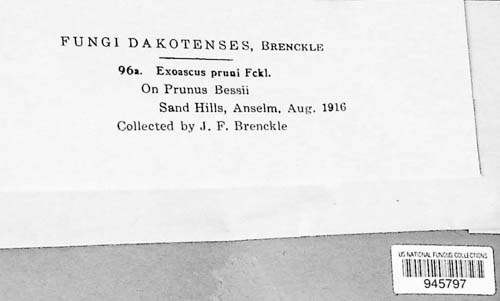 FUNGI DAKOTENSES, BRENCKLE
96a. Exoascus pruni Fckl.
On Prunus Bessii
Sand Hills, Anselm, Aug. 1916
Collected by J. F. Brenckle
US NATIONAL FUNGUS COLLECTIONS
945797